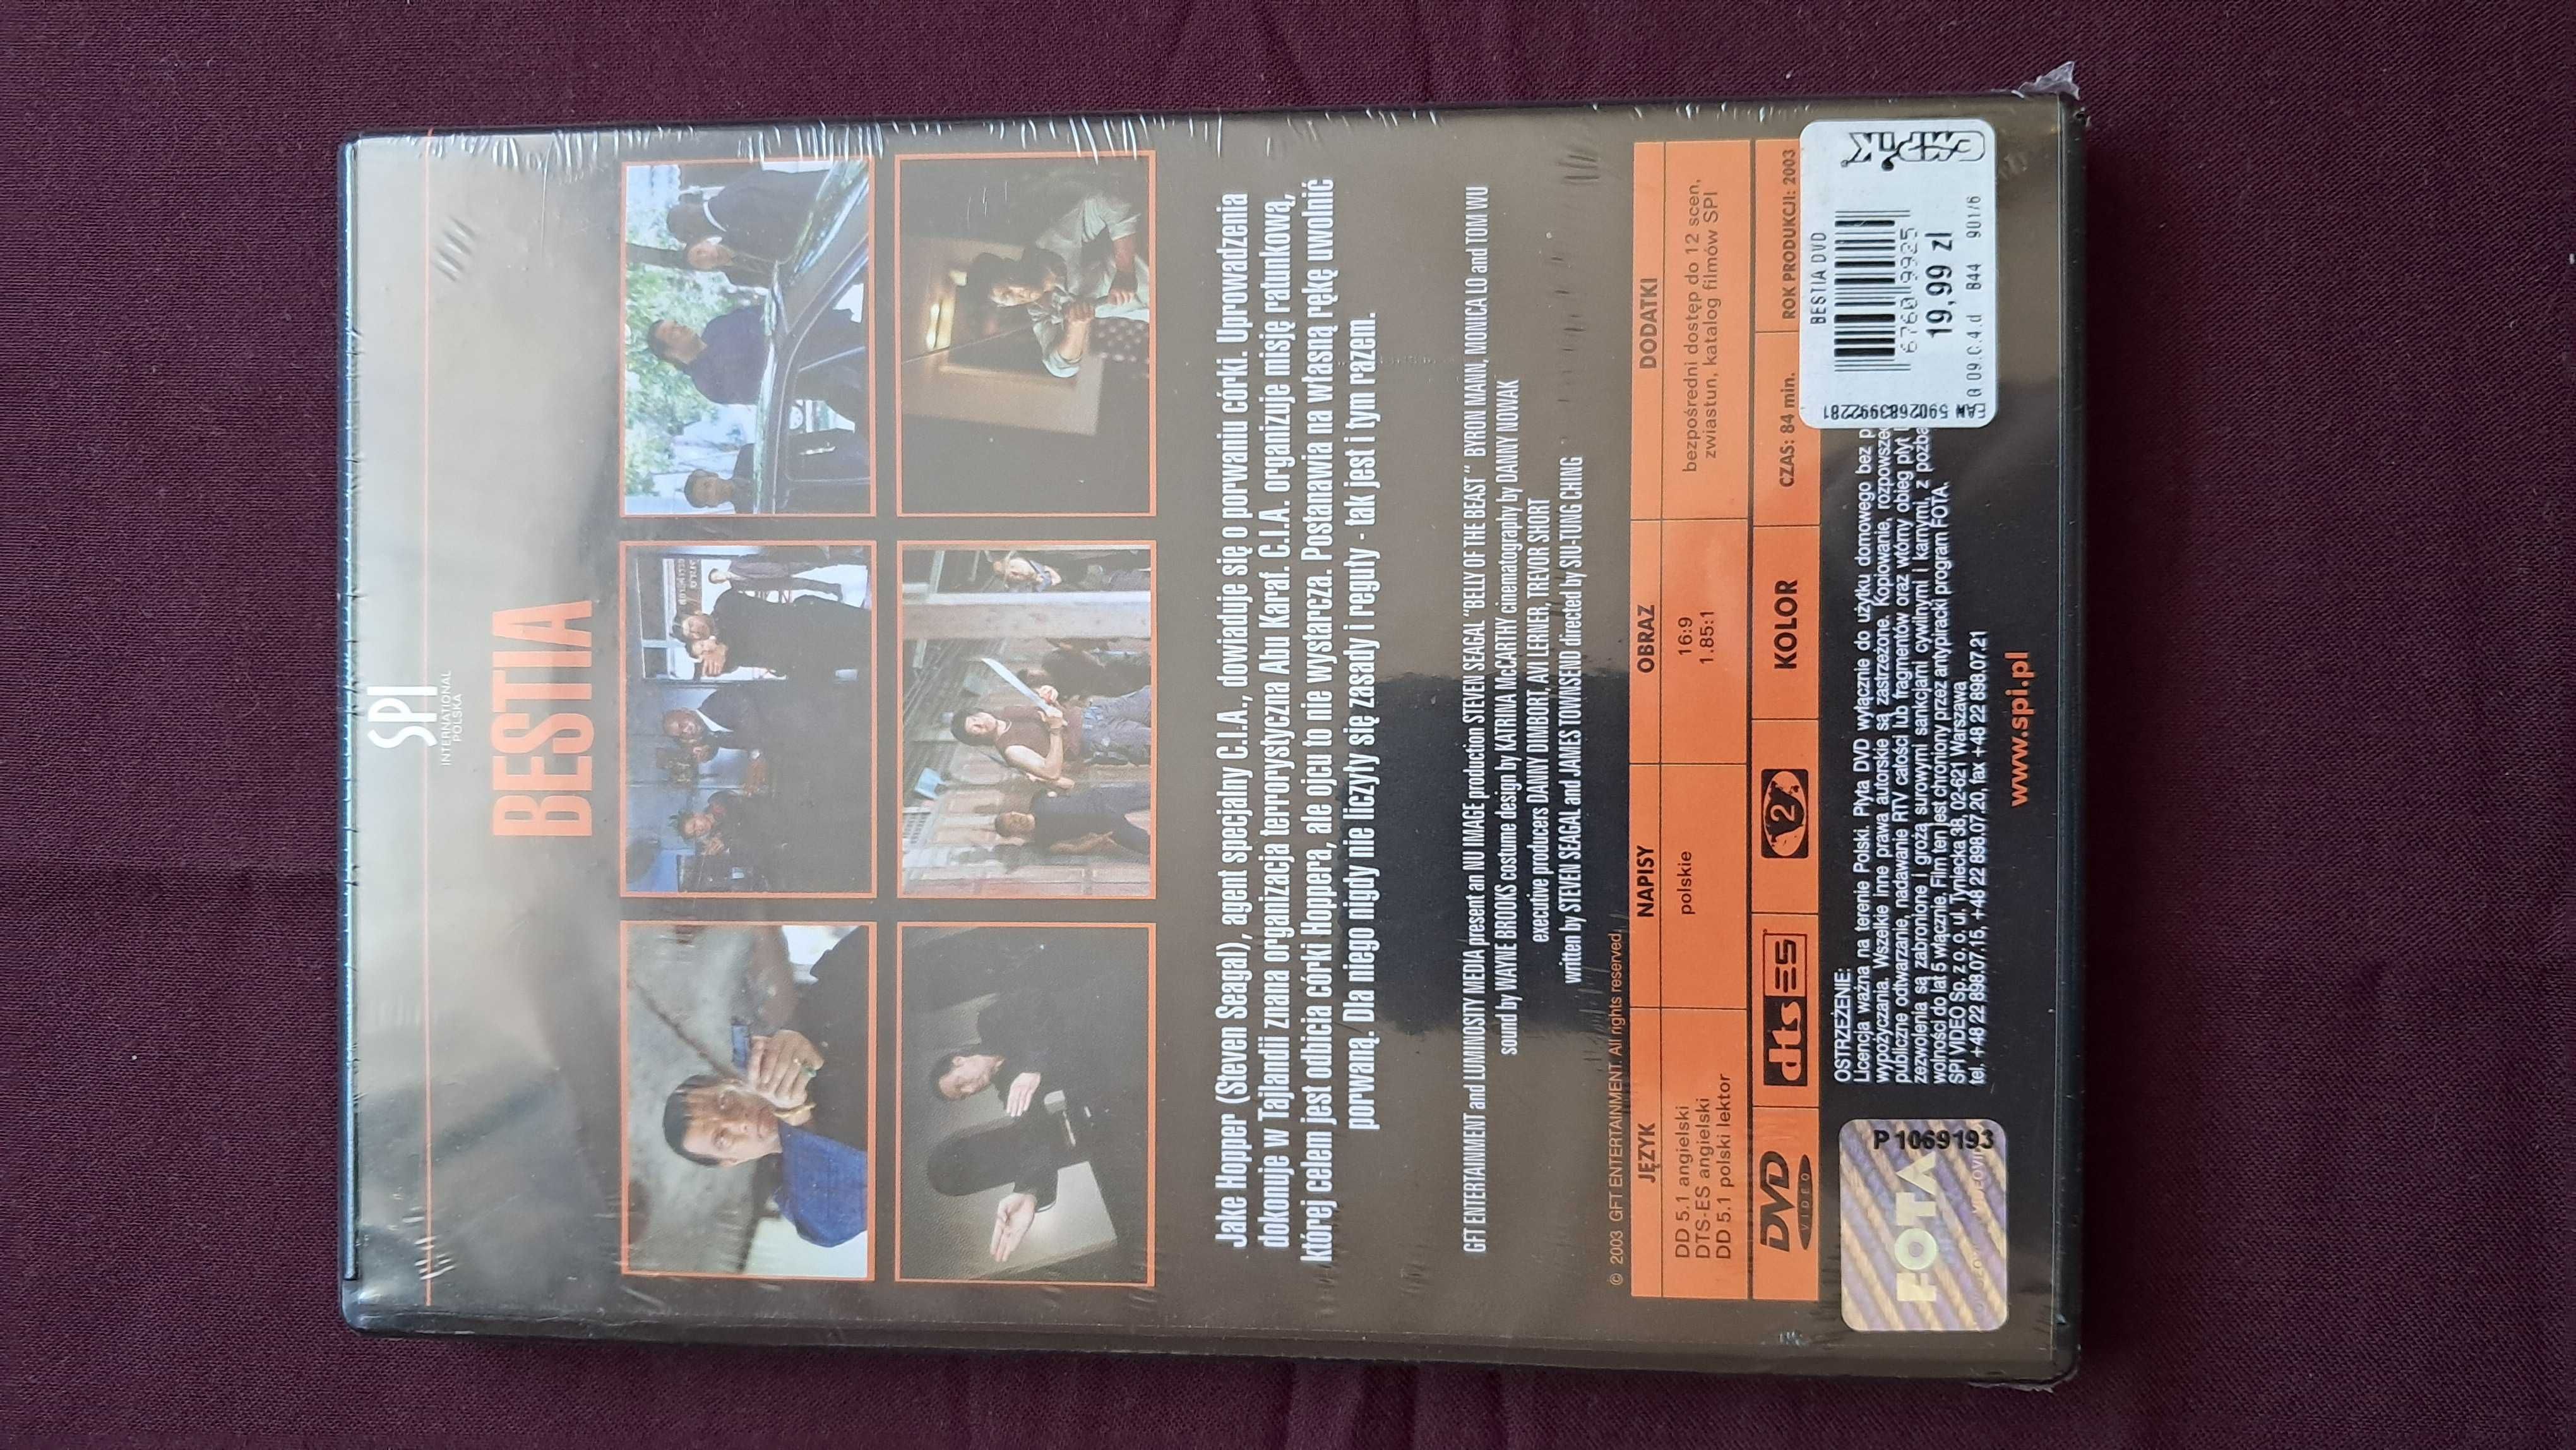 SPI
INTERNATIONAL
POLSKA
BESTIA
Jake Hopper (Steven Seagal), agent specjalny C.I.A., dowiaduje się o porwaniu córki. Uprowadzenia
dokonuje w Tajlandii znana organizacja terrorystyczna Abu Karaf. C.I.A. organizuje misję ratunkową,
której celem jest odbicia córki Hoppera, ale ojcu to nie wystarcza. Postanawia na własną rękę uwolnić
porwaną. Dla niego nigdy nie liczyły się zasady i reguły - tak jest i tym razem.
GFT ENTERTAINMENT and LUMINOSITY MEDIA present an NU IMAGE production STEVEN SEAGAL "BELLY OF THE BEAST" BYRON MANN, MONICA LO and TOM WU
sound by WAYNE BROOKS costume design by KATRINA McCARTHY cinematography by DANNY NOWAK
executive producers DANNY DIMBORT, AVI LERNER, TREVOR SHORT
written by STEVEN SEAGAL and JAMES TOWNSEND directed by SIU-TUNG CHING
© 2003 GFT ENTERTAINMENT. All rights reserved.
JĘZYK NAPISY OBRAZ DODATKI
DD 5.1 angielski polskie 16:9 bezpośredni dostęp do 12 scen,
DTS-ES angielski 1.85:1 zwiastun, katalog filmów SPI
DD 5.1 polski lektor
DVD VIDEO dts ES 2 KOLOR CZAS: 84 min. ROK PRODUKCJI: 2003
OSTRZEŻENIE:
Licencja ważna na terenie Polski. Płyta DVD wyłącznie do użytku domowego bez p
wypożyczania. Wszelkie inne prawa autorskie są zastrzeżone. Kopiowanie, rozpowszec
publiczne odtwarzanie, nadawanie RTV całości lub fragmentów oraz wtórny obieg płyt
zezwolenia są zabronione i grożą surowymi sankcjami cywilnymi i karnymi, z pozba
wolności do lat 5 włącznie. Film ten jest chroniony przez antypiracki program FOTA.
SPI VIDEO Sp. z o. o. ul. Tyniecka 38, 02-621 Warszawa
tel. +48 22 898.07.15, +48 22 898.07.20, fax +48 22 898.07.21
www.spi.pl
P 1069193
FOTA
BESTIA DVD
676019925
19,99 zł
09.04.d 844 901/6
EAN 5902683992281
EMPiK